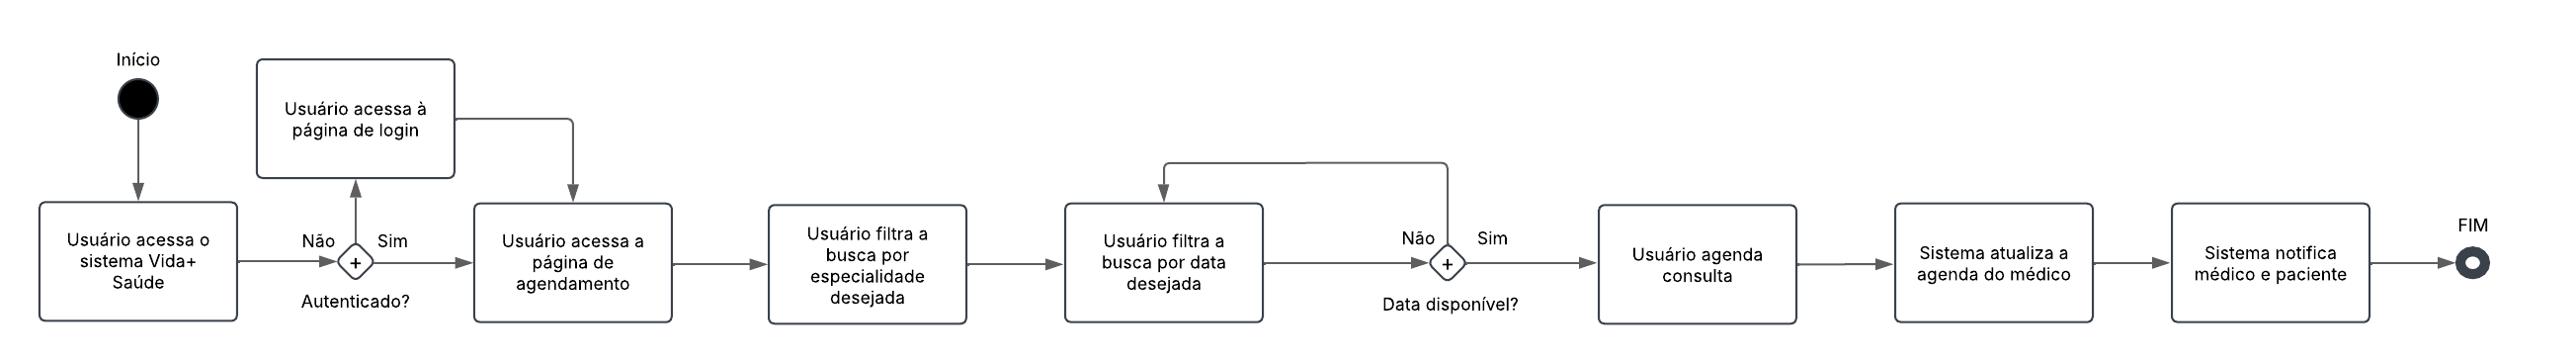 Início
Usuário acessa à
página de login
Usuário acessa o
sistema Vida+
Saúde
Não
Sim
+
Autenticado?
Usuário acessa a
página de
agendamento
Usuário filtra a
busca por
especialidade
desejada
Usuário filtra a
busca por data
desejada
Não
Sim
+
Data disponível?
Usuário agenda
consulta
Sistema atualiza a
agenda do médico
Sistema notifica
médico e paciente
FIM